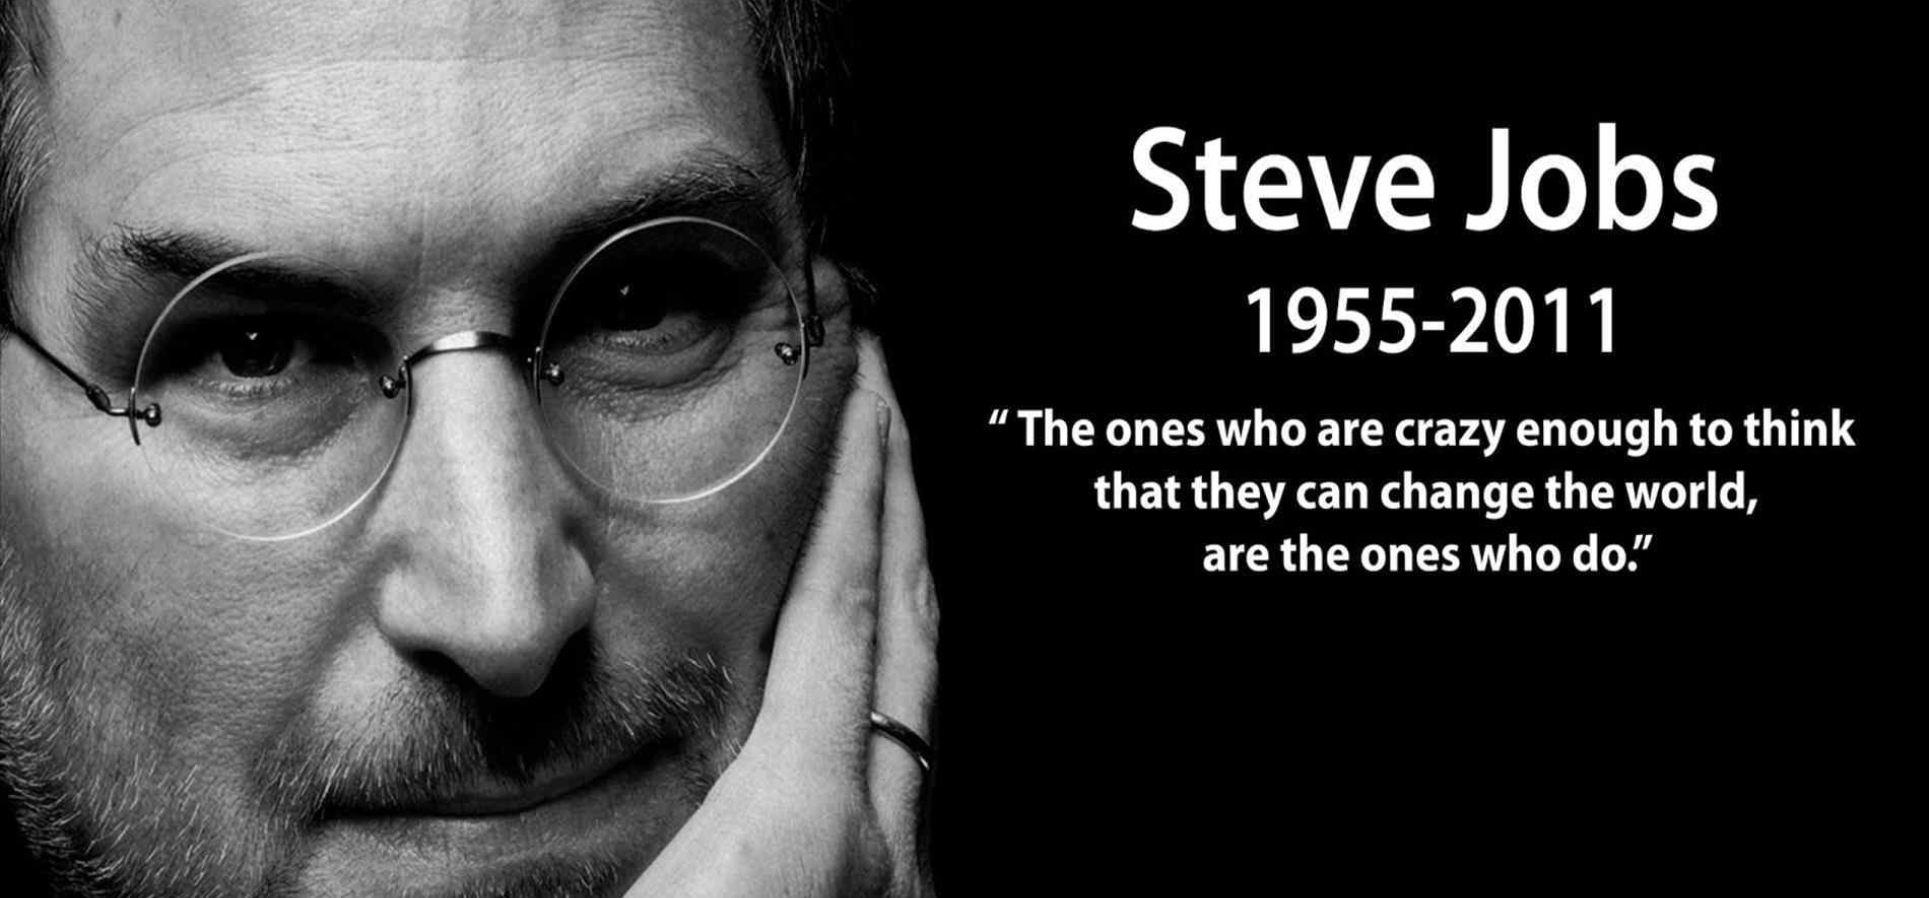 Steve Jobs
1955-2011
“ The ones who are crazy enough to think
that they can change the world,
are the ones who do.”